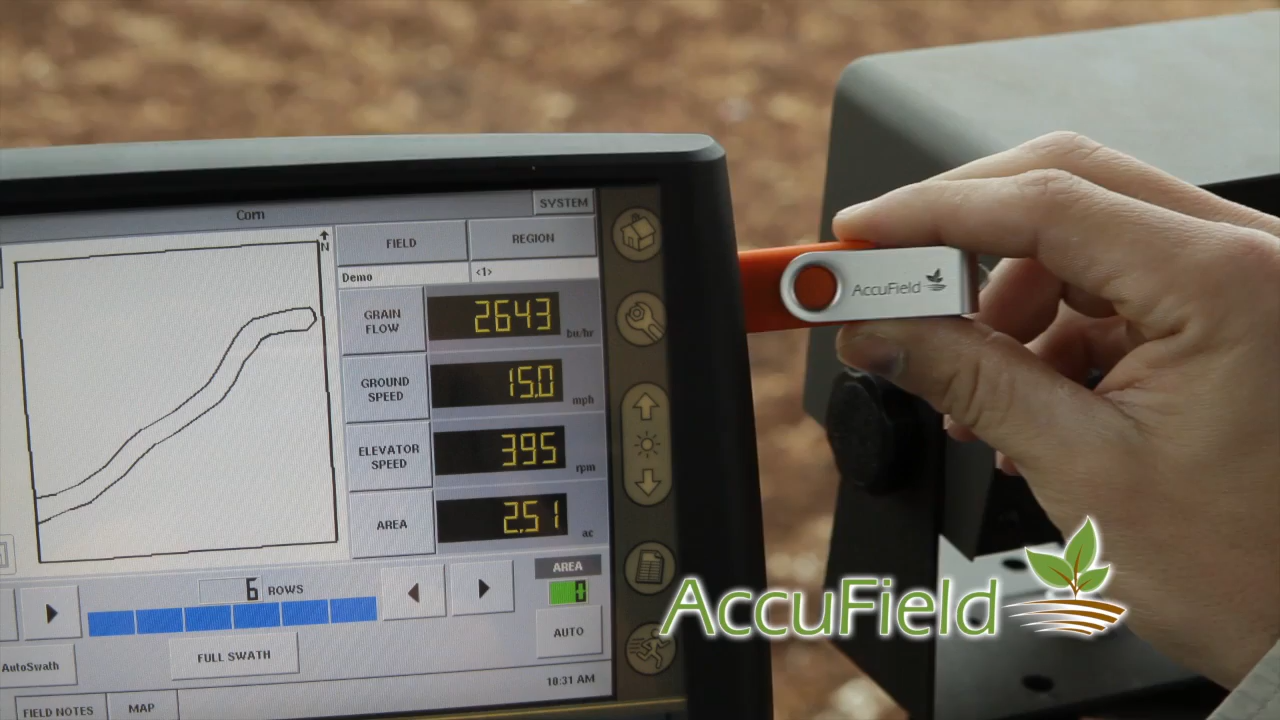 Corn
SYSTEM
N
FIELD
REGION
Demo
<1>
GRAIN
FLOW
2643
bu/hr
GROUND
SPEED
15.0
mph
ELEVATOR
SPEED
395
rpm
AREA
2.51
ac
6 ROWS
AREA
AutoSwath
FULL SWATH
AUTO
10:31 AM
FIELD NOTES
MAP
AccuField
AccuField